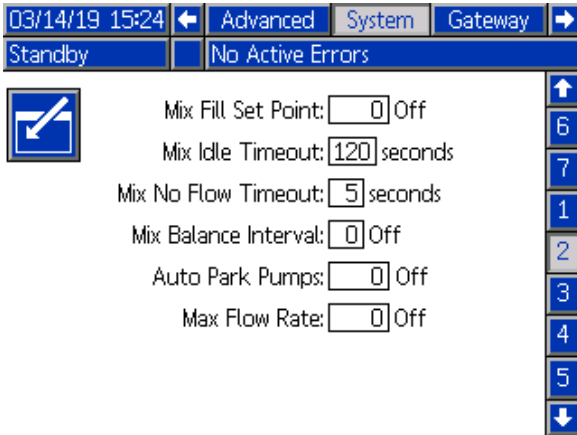 03/14/19 15:24 Advanced System Gateway
Standby No Active Errors
Mix Fill Set Point: 0 Off
Mix Idle Timeout: 120 seconds
Mix No Flow Timeout: 5 seconds
Mix Balance Interval: 0 Off
Auto Park Pumps: 0 Off
Max Flow Rate: 0 Off
6
7
1
2
3
4
5